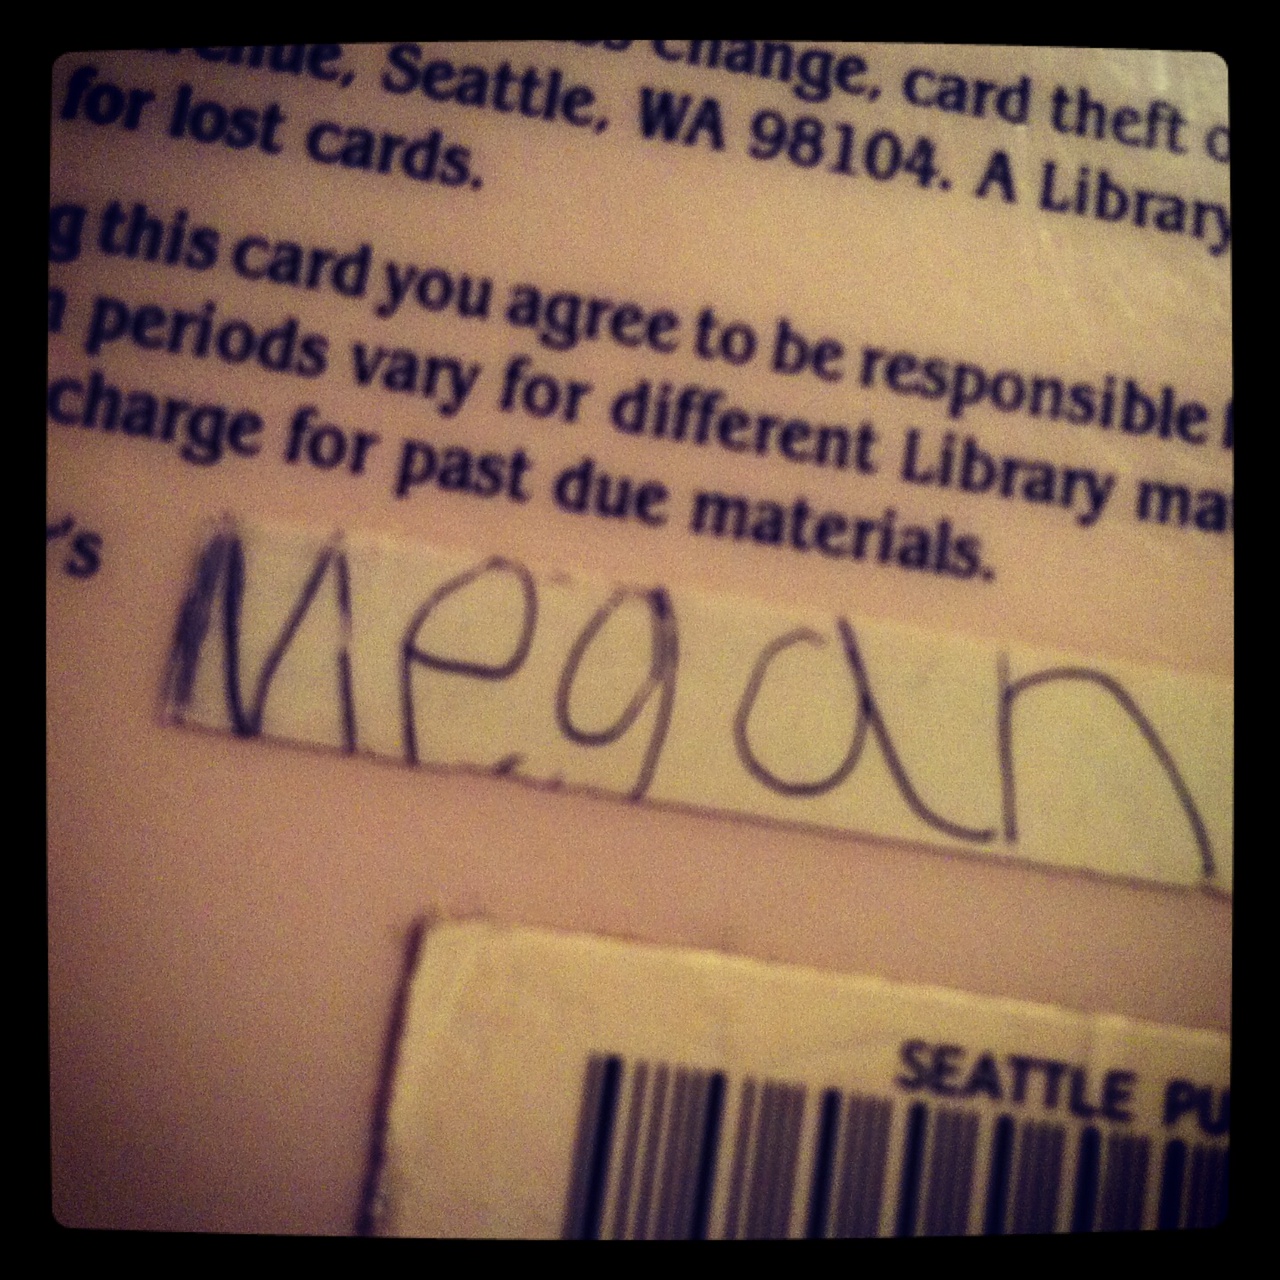 change, card theft
Seattle, WA 98104. A Library
for lost cards.
this card you agree to be responsible
periods vary for different Library
charge for past due materials.
's Megan
SEATTLE PU